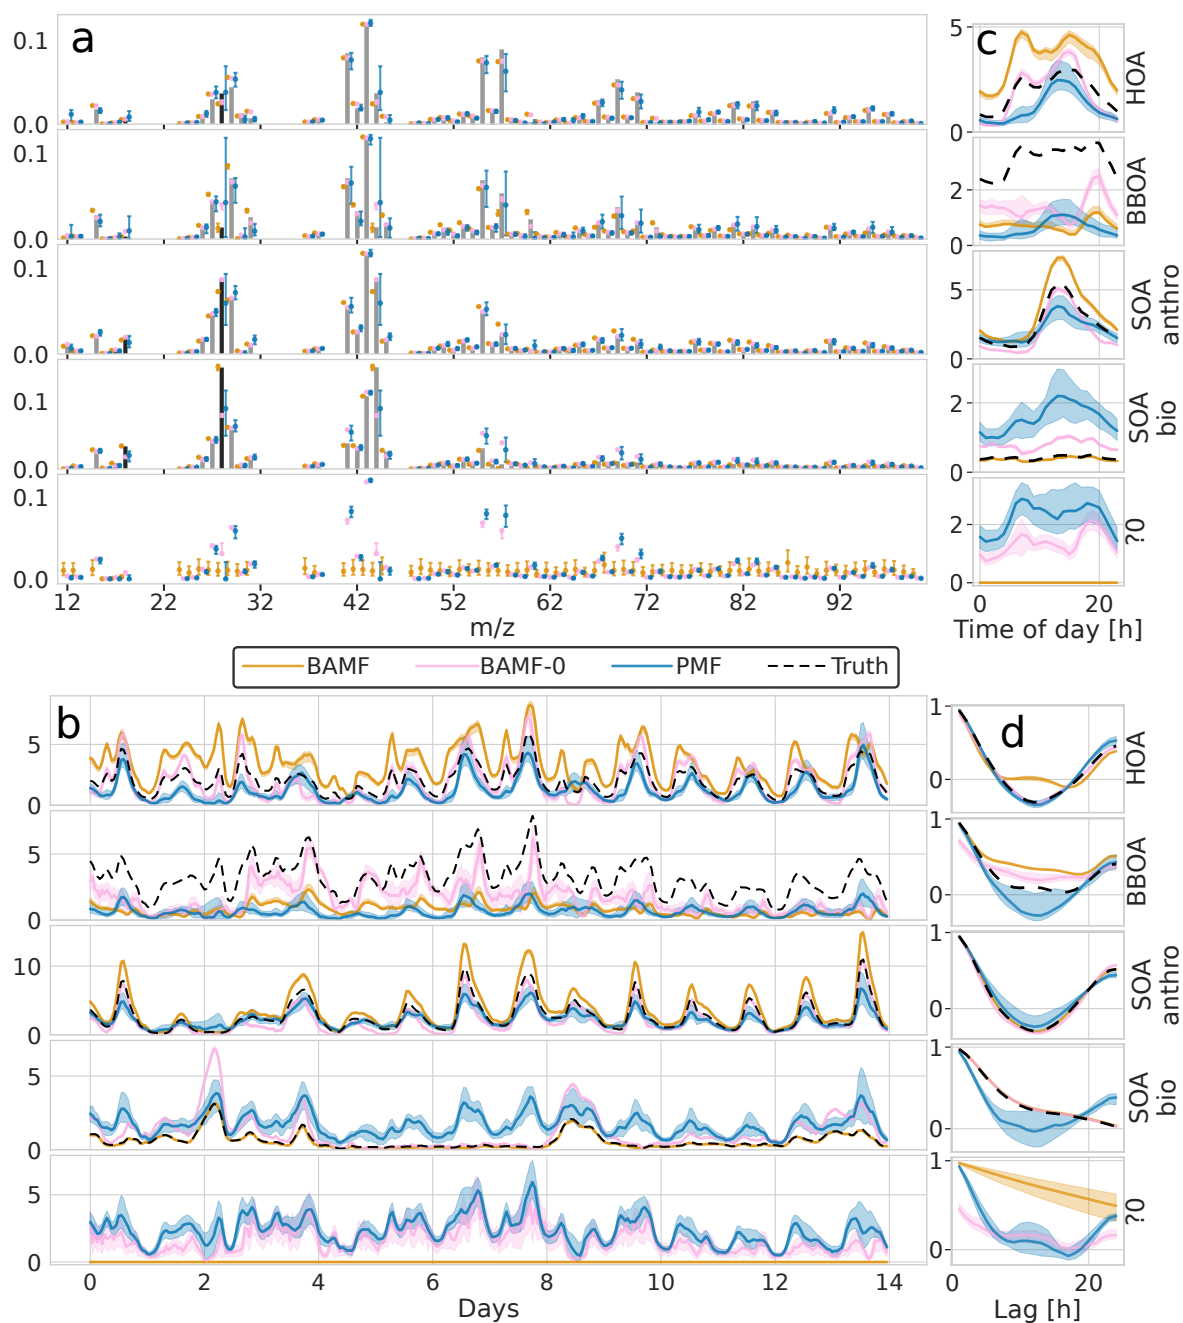 a
0.1
0.0
0.1
0.0
0.1
0.0
0.1
0.0
0.1
0.0
12 22 32 42 52 62 72 82 92
m/z
c
5
0
HOA
2
0
BBOA
5
0
SOA
anthro
2
0
SOA
bio
2
0
?0
0 20
Time of day [h]
BAMF BAMF-0 PMF Truth
b
5
0
5
0
10
0
5
0
5
0
0 2 4 6 8 10 12 14
Days
d
1
0
HOA
1
0
BBOA
1
0
SOA
anthro
1
0
SOA
bio
1
0
?0
0 20
Lag [h]